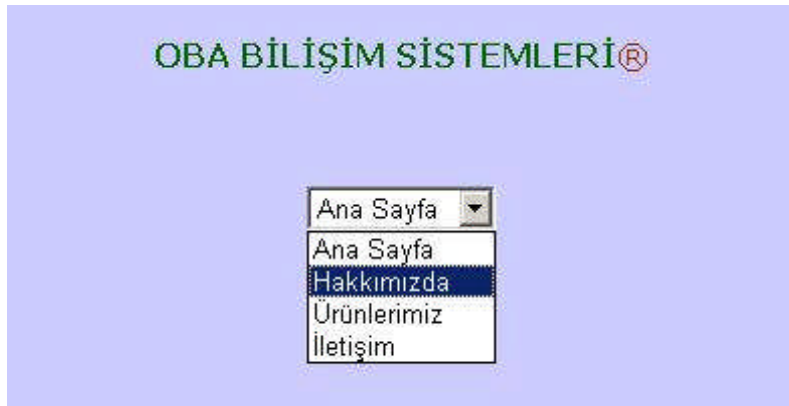 OBA BİLİŞİM SİSTEMLERİ®
Ana Sayfa
Ana Sayfa
Hakkımızda
Ürünlerimiz
İletişim